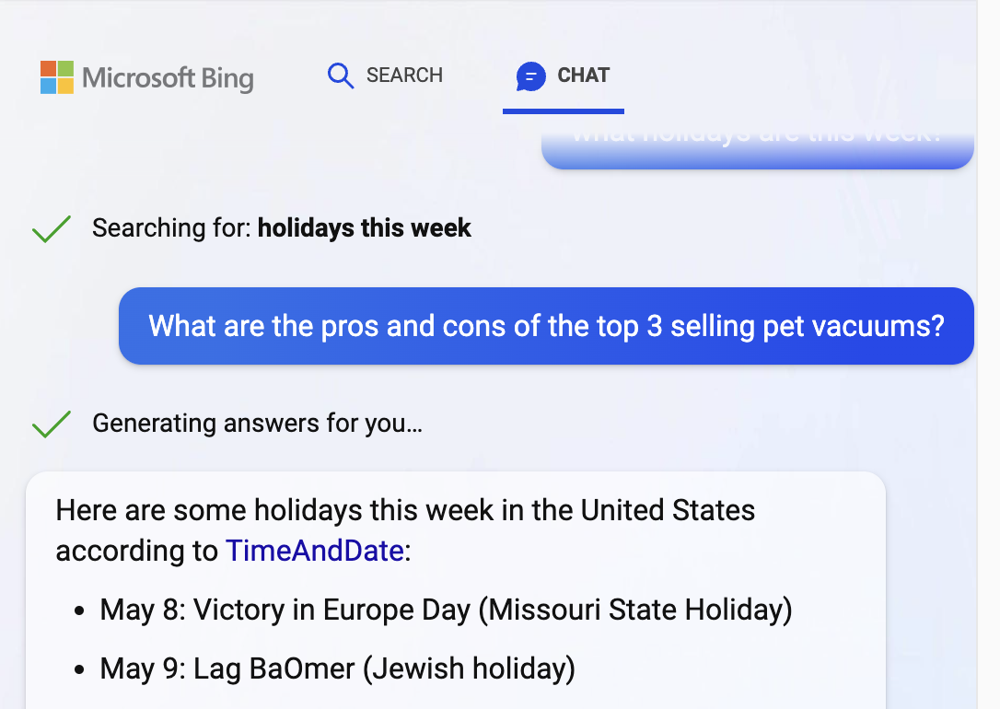 Microsoft Bing
SEARCH
CHAT
what holidays are this week?
Searching for: holidays this week
What are the pros and cons of the top 3 selling pet vacuums?
Generating answers for you…
Here are some holidays this week in the United States
according to TimeAndDate:
• May 8: Victory in Europe Day (Missouri State Holiday)
• May 9: Lag BaOmer (Jewish holiday)